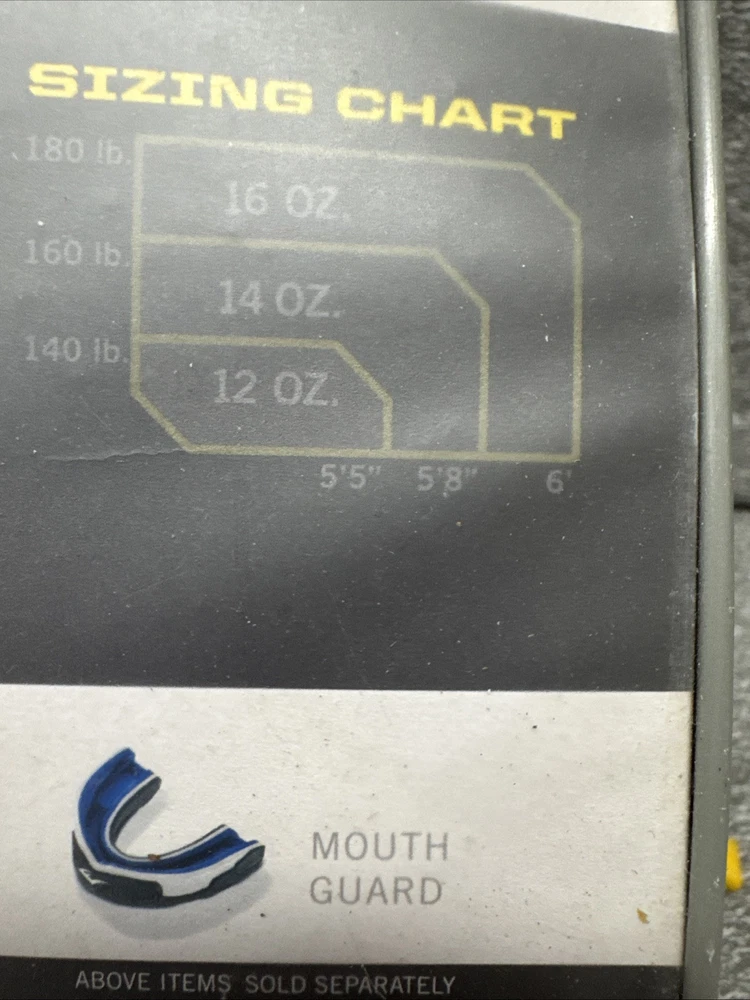 SIZING CHART
180 lb.
16 OZ.
160 lb.
14 OZ.
140 lb.
12 OZ.
5'5" 5'8" 6'
MOUTH
GUARD
ABOVE ITEMS SOLD SEPARATELY